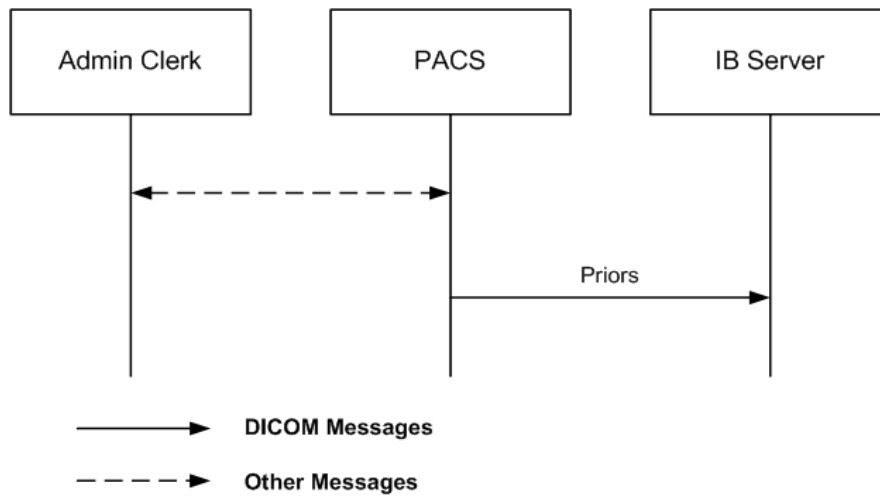 Admin Clerk
PACS
IB Server
Priors
DICOM Messages
Other Messages